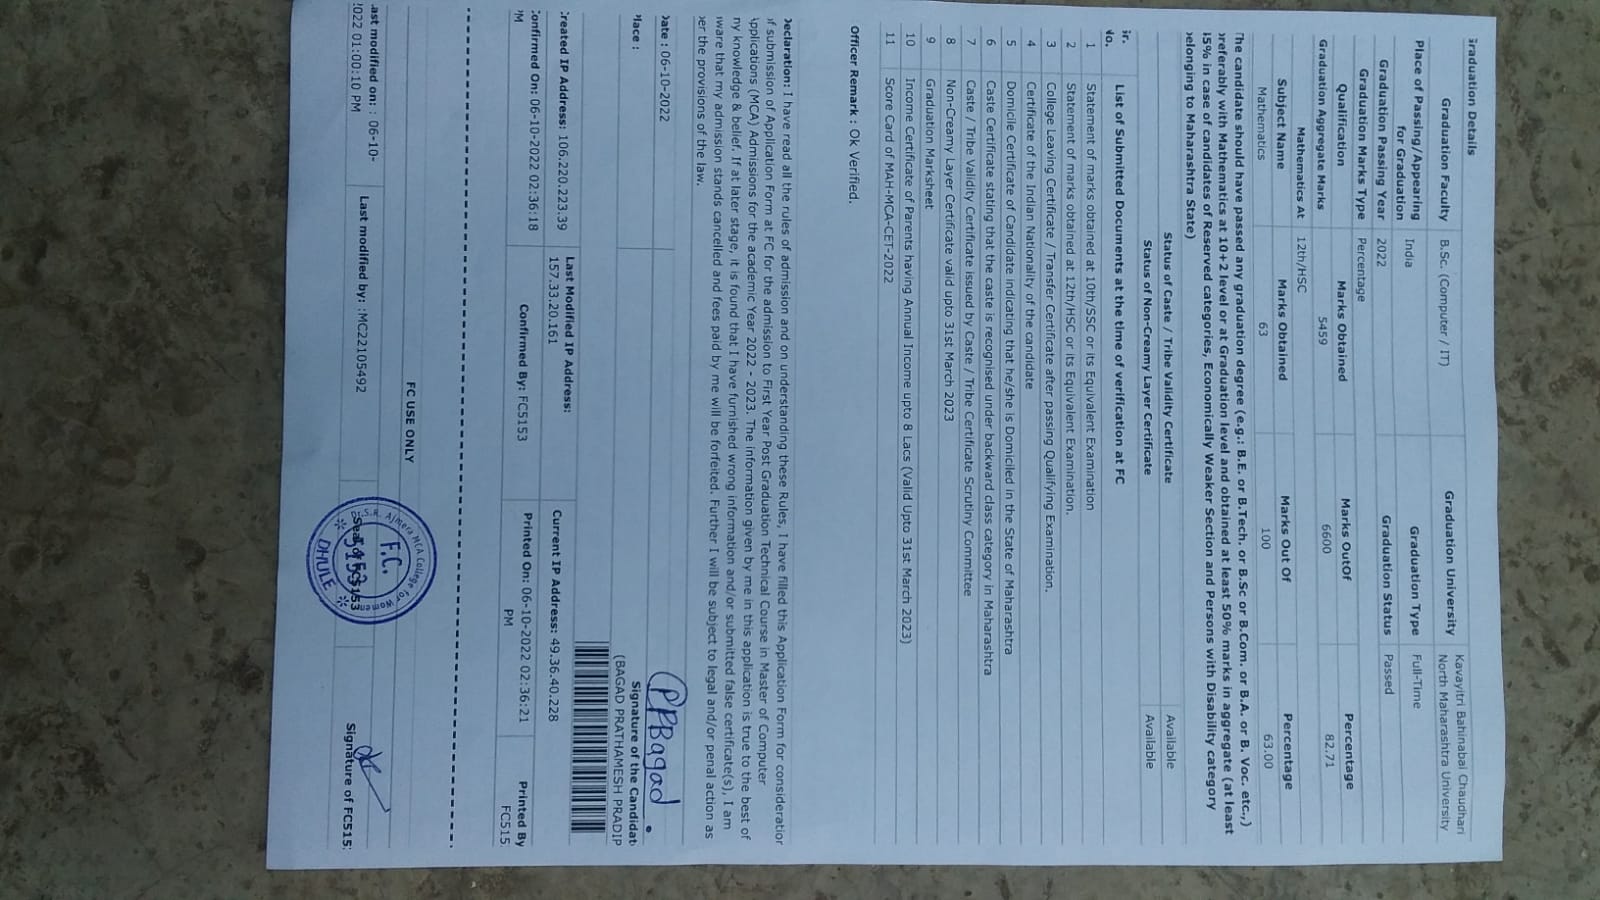 Graduation Details
Graduation Faculty B.Sc. (Computer / IT) Graduation University Kavayitri Bahinabai Chaudhari North Maharashtra University
Place of Passing/Appearing for Graduation India Graduation Type Full-Time
Graduation Passing Year 2022 Graduation Status Passed
Graduation Marks Type Percentage
Qualification Marks Obtained Marks OutOf Percentage
Graduation Aggregate Marks 5459 6600 82.71
Mathematics At 12th/HSC
Subject Name Marks Obtained Marks Out Of Percentage
Mathematics 63 100 63.00
The candidate should have passed any graduation degree (e.g.: B.E. or B.Tech. or B.Sc or B.Com. or B.A. or B. Voc. etc.,)
preferably with Mathematics at 10+2 level or at Graduation level and obtained at least 50% marks in aggregate (at least
45% in case of candidates of Reserved categories, Economically Weaker Section and Persons with Disability category
belonging to Maharashtra State)
Status of Caste / Tribe Validity Certificate Available
Status of Non-Creamy Layer Certificate Available
Sr. No. List of Submitted Documents at the time of verification at FC
1 Statement of marks obtained at 10th/SSC or its Equivalent Examination
2 Statement of marks obtained at 12th/HSC or its Equivalent Examination.
3 College Leaving Certificate / Transfer Certificate after passing Qualifying Examination.
4 Certificate of the Indian Nationality of the candidate
5 Domicile Certificate of Candidate indicating that he/she is Domiciled in the State of Maharashtra
6 Caste Certificate stating that the caste is recognised under backward class category in Maharashtra
7 Caste / Tribe Validity Certificate issued by Caste / Tribe Certificate Scrutiny Committee
8 Non-Creamy Layer Certificate valid upto 31st March 2023
9 Graduation Marksheet
10 Income Certificate of Parents having Annual Income upto 8 Lacs (Valid Upto 31st March 2023)
11 Score Card of MAH-MCA-CET-2022
Officer Remark : Ok Verified.
Declaration: I have read all the rules of admission and on understanding these Rules, I have filled this Application Form for consideration
of submission of Application Form at FC for the admission to First Year Post Graduation Technical Course in Master of Computer
Applications (MCA) Admissions for the academic Year 2022 - 2023. The information given by me in this application is true to the best of
my knowledge & belief. If at later stage, it is found that I have furnished wrong information and/or submitted false certificate(s), I am
aware that my admission stands cancelled and fees paid by me will be forfeited. Further I will be subject to legal and/or penal action as
per the provisions of the law.
Date : 06-10-2022
PPBagad.
Place :
Signature of the Candidat
(BAGAD PRATHAMESH PRADIP
Created IP Address: 106.220.223.39 Last Modified IP Address: 157.33.20.161 Current IP Address: 49.36.40.228
Confirmed On: 06-10-2022 02:36:18 PM Confirmed By: FC5153 Printed On: 06-10-2022 02:36:21 PM Printed By FC515
FC USE ONLY
Last modified on: : 06-10-2022 01:00:10 PM Last modified by: :MC22105492 Seal of FC5153 Signature of FC515
Dr.S.R. Ajmera MCA College for Women
F.C.
5153
DHULE